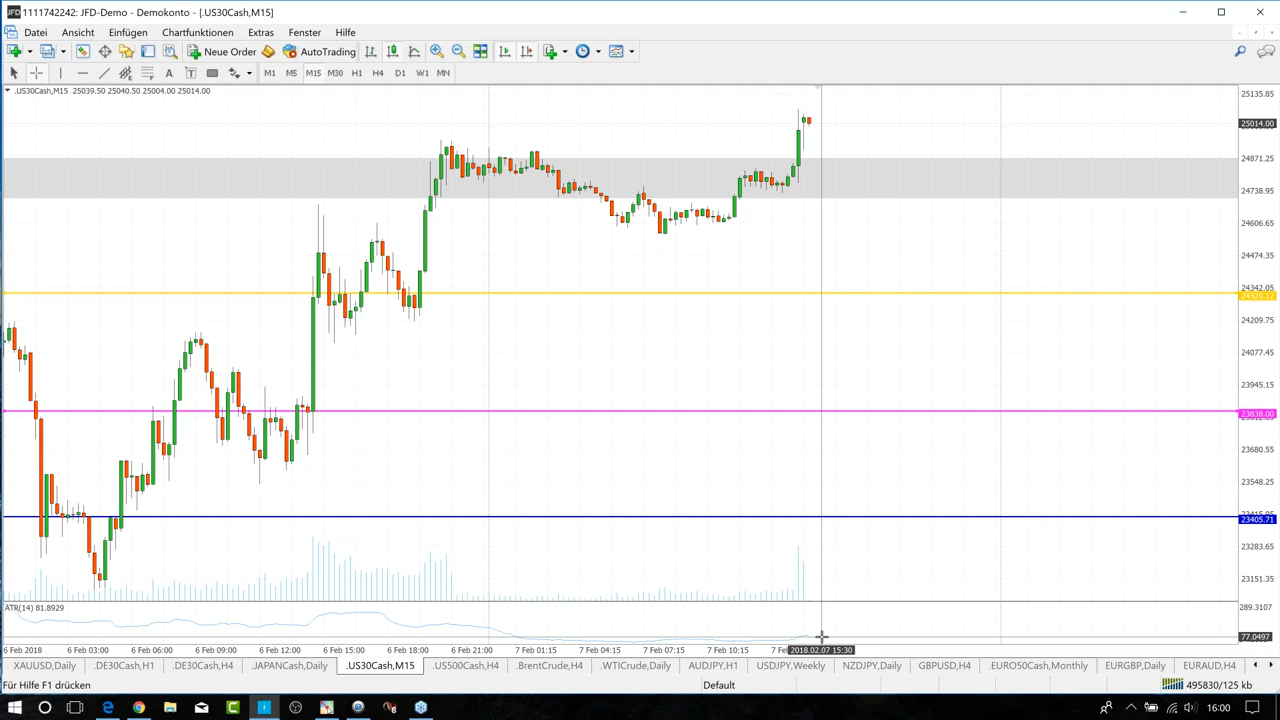 1111742242: JFD-Demo - Demokonto - [.US30Cash,M15]
Datei Ansicht Einfügen Chartfunktionen Extras Fenster Hilfe
New Order AutoTrading
A T M1 M5 M15 M30 H1 H4 D1 W1 MN
.US30Cash,M15 25039.50 25040.50 25004.00 25014.00
25135.85
25014.00
24871.25
24738.95
24606.65
24474.35
24342.05
24320.12
24209.75
24077.45
23945.15
23838.00
23680.55
23548.25
23405.71
23283.65
23151.35
ATR(14) 81.8929
289.3107
77.0497
6 Feb 2018 6 Feb 03:00 6 Feb 06:00 6 Feb 09:00 6 Feb 12:00 6 Feb 15:00 6 Feb 18:00 6 Feb 21:00 7 Feb 01:15 7 Feb 04:15 7 Feb 07:15 7 Feb 10:15 2018.02.07 15:30
XAUUSD,Daily .DE30Cash,H1 .DE30Cash,H4 .JAPANCash,Daily .US30Cash,M15 .US500Cash,H4 .BrentCrude,H4 .WTICrude,Daily AUDJPY,H1 USDJPY,Weekly NZDJPY,Daily GBPUSD,H4 .EURO50Cash,Monthly EURGBP,Daily EURAUD,H4
Für Hilfe F1 drücken Default 495830/125 kb
16:00